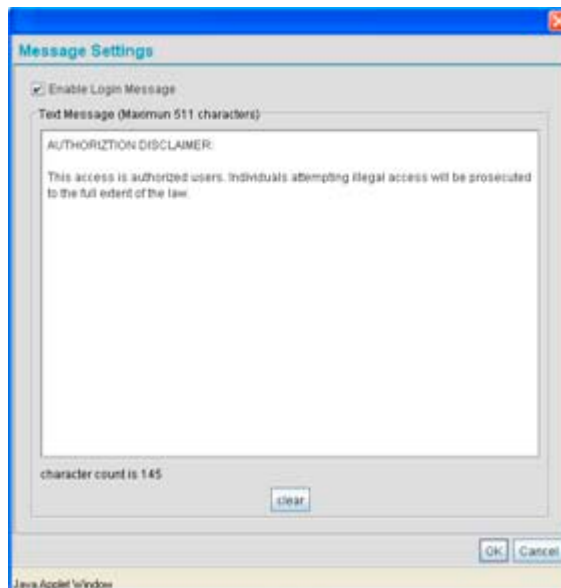 Message Settings
Enable Login Message
Text Message (Maximun 511 characters)
AUTHORIZTION DISCLAIMER:
This access is authorized users. Individuals attempting illegal access will be prosecuted
to the full extent of the law.
character count is 145
clear
OK Cancel
Java Applet Window